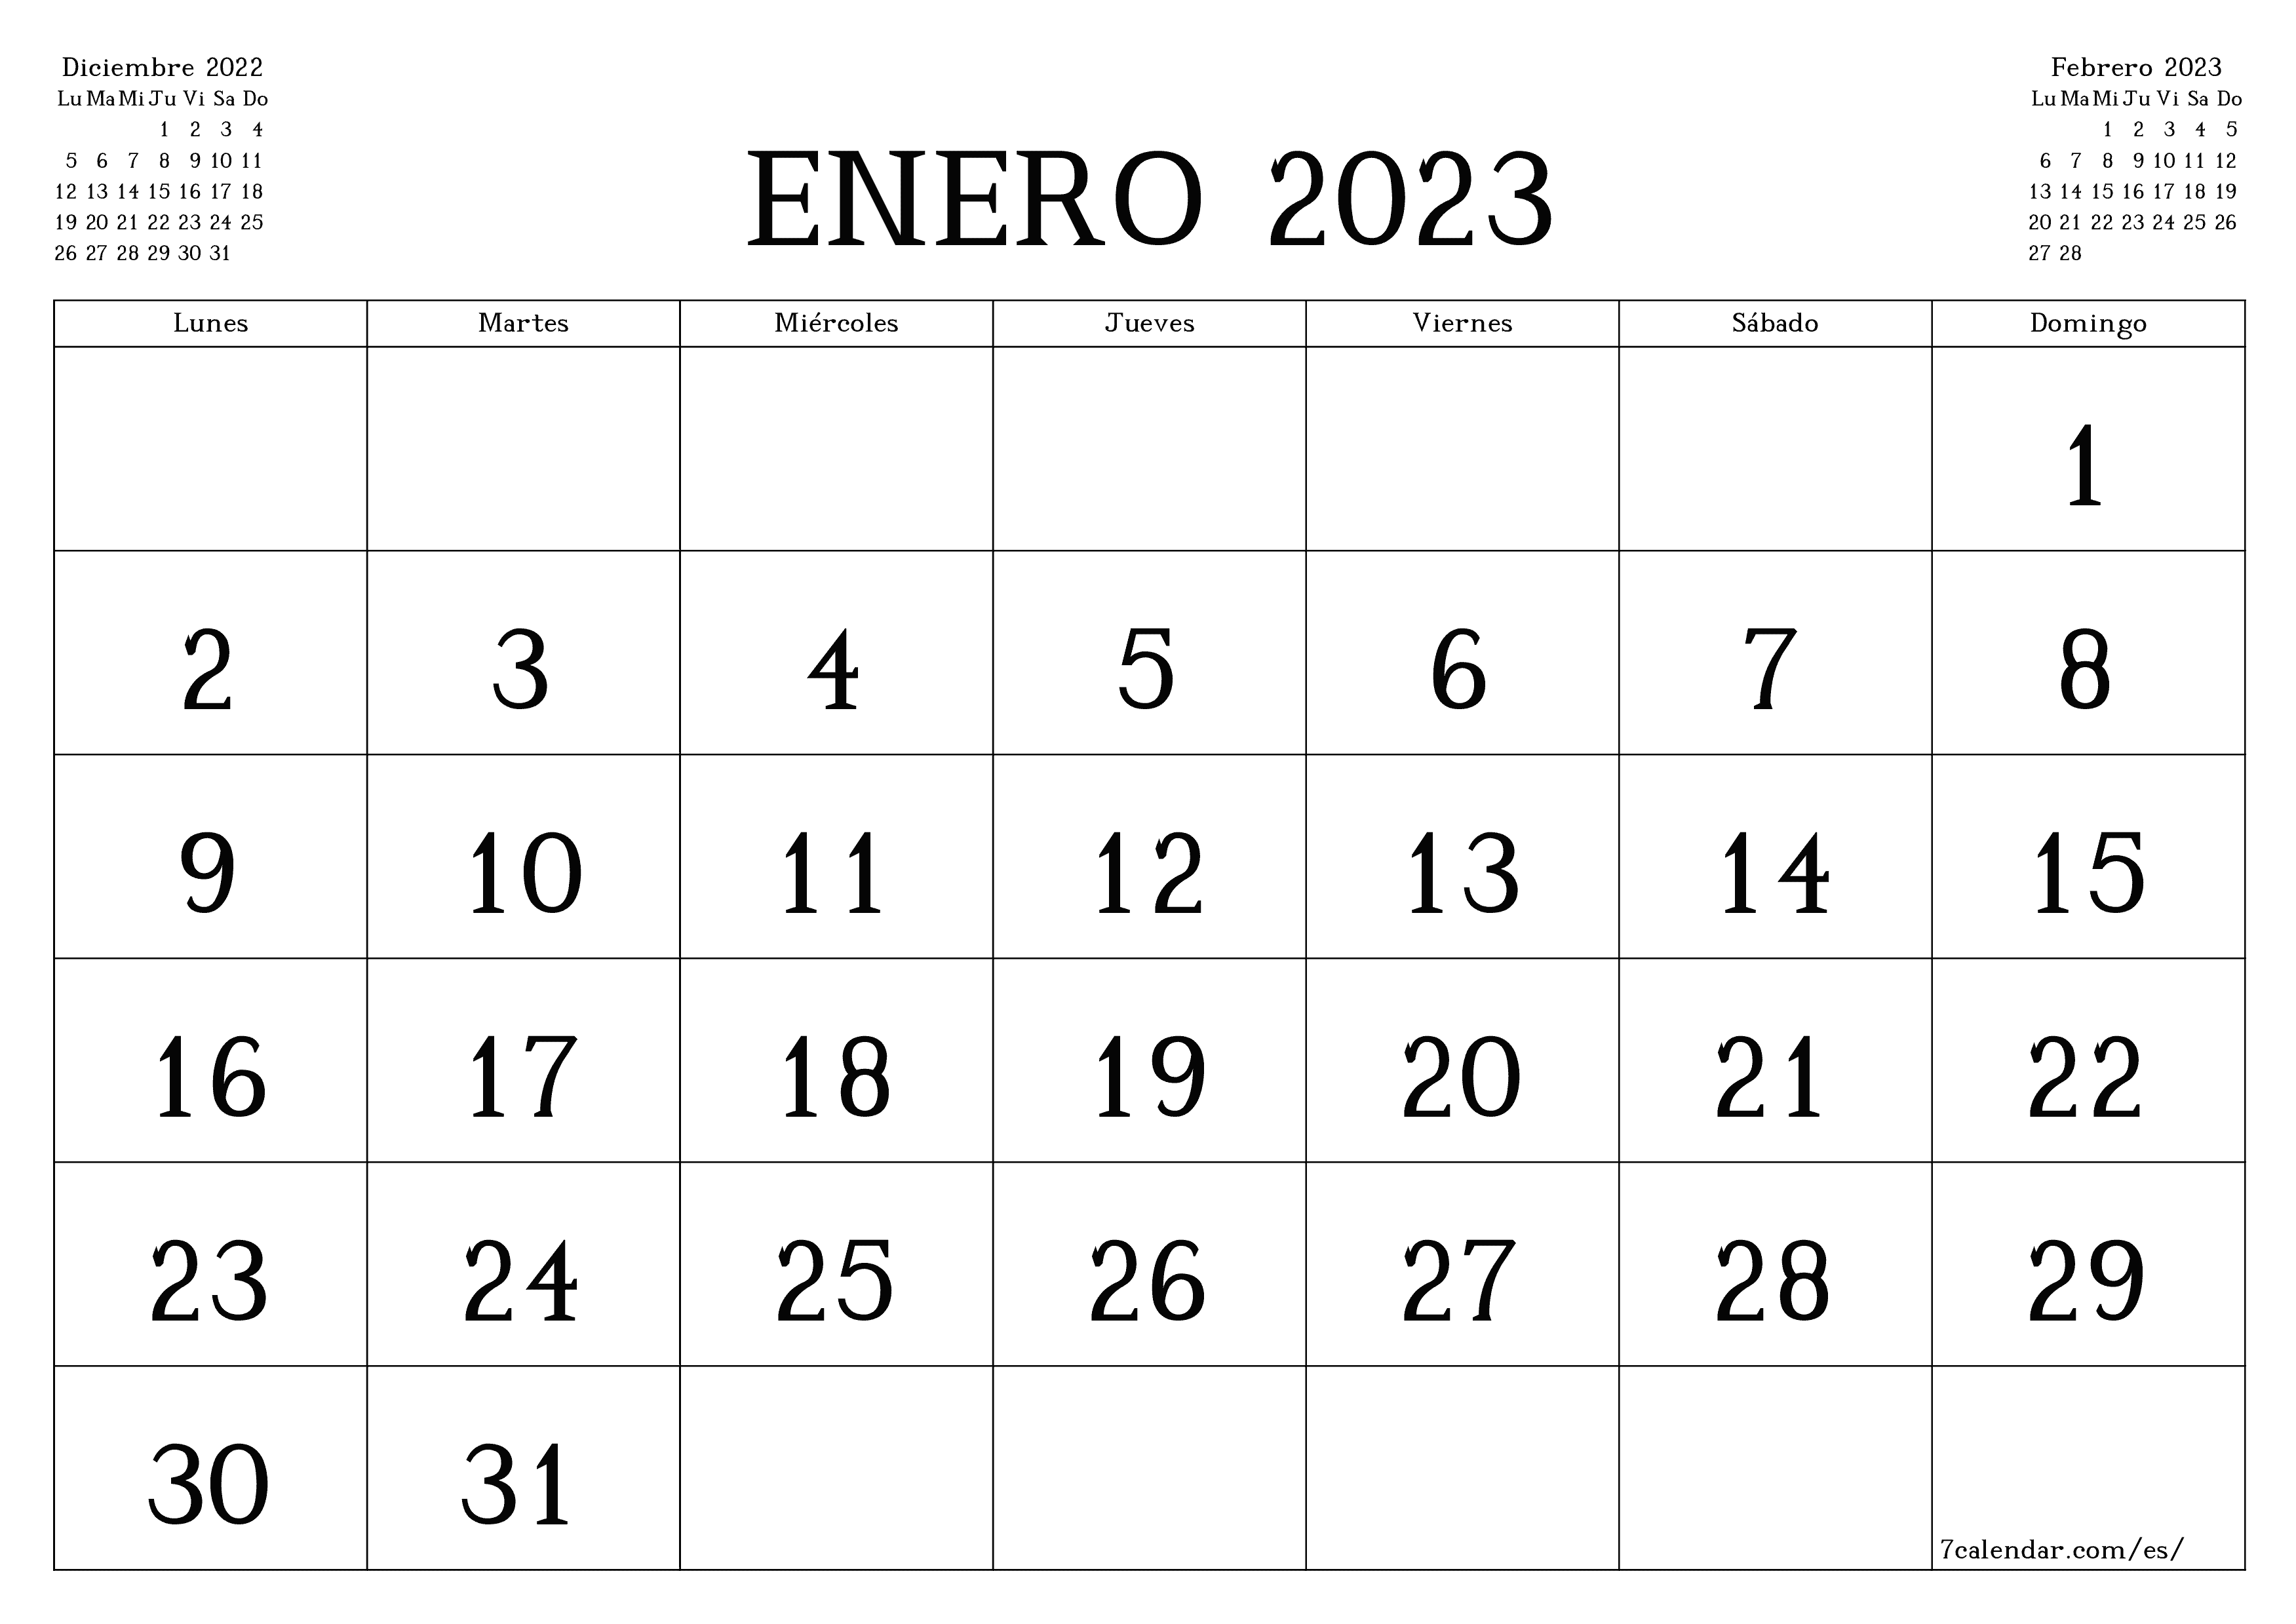 Diciembre 2022
Lu Ma Mi Ju Vi Sa Do
1 2 3 4
5 6 7 8 9 10 11
12 13 14 15 16 17 18
19 20 21 22 23 24 25
26 27 28 29 30 31
ENERO 2023
Febrero 2023
Lu Ma Mi Ju Vi Sa Do
1 2 3 4 5
6 7 8 9 10 11 12
13 14 15 16 17 18 19
20 21 22 23 24 25 26
27 28
Lunes Martes Miércoles Jueves Viernes Sábado Domingo
1
2 3 4 5 6 7 8
9 10 11 12 13 14 15
16 17 18 19 20 21 22
23 24 25 26 27 28 29
30 31
7calendar.com/es/